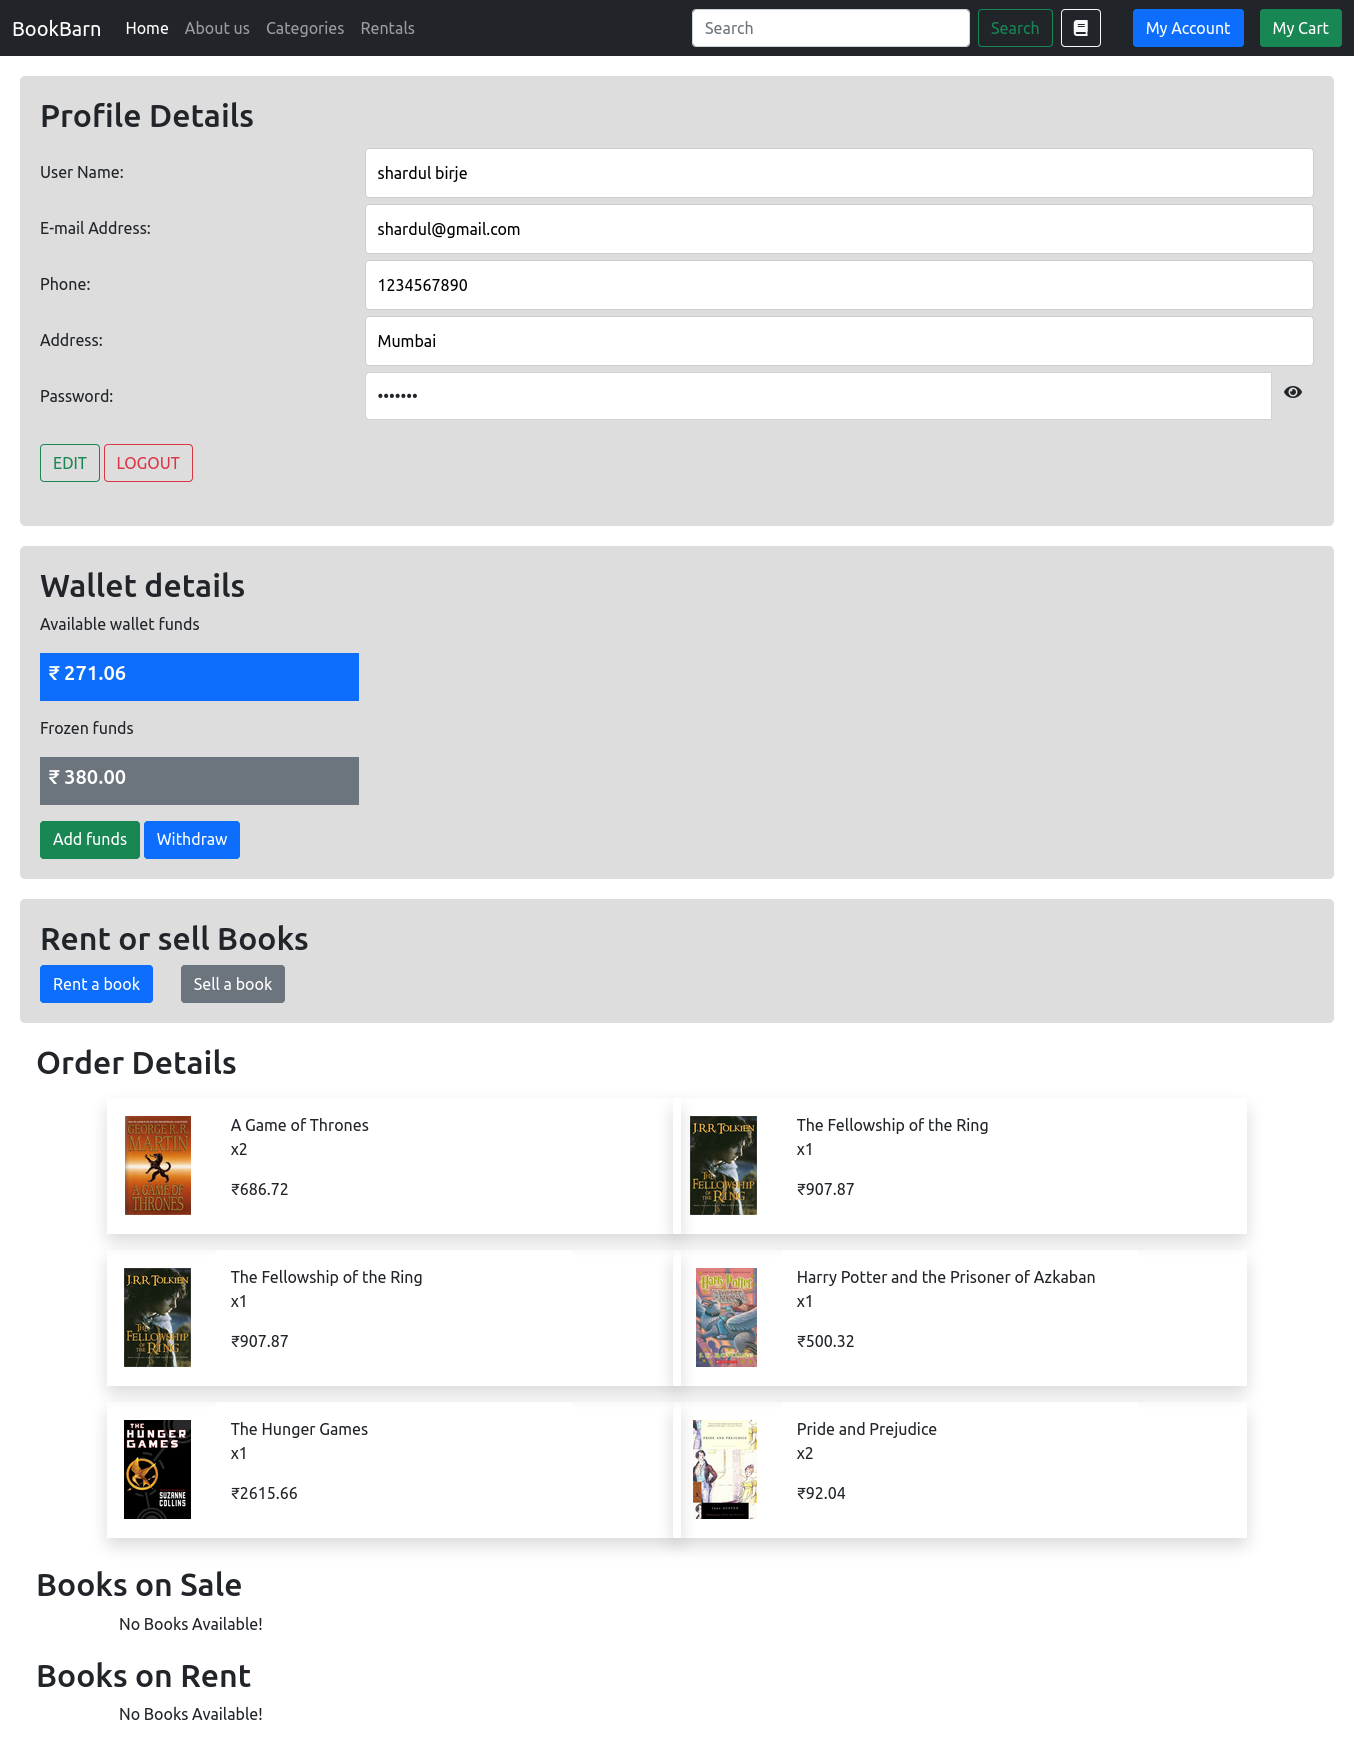 BookBarn Home About us Categories Rentals Search Search My Account My Cart
Profile Details
User Name: shardul birje
E-mail Address: shardul@gmail.com
Phone: 1234567890
Address: Mumbai
Password: •••••••
EDIT LOGOUT
Wallet details
Available wallet funds
₹ 271.06
Frozen funds
₹ 380.00
Add funds Withdraw
Rent or sell Books
Rent a book Sell a book
Order Details
GEORGE R.R.
MARTIN
A GAME OF
THRONES
A Game of Thrones
x2
₹686.72
J.R.R. TOLKIEN
THE
FELLOWSHIP
OF THE RING
The Fellowship of the Ring
x1
₹907.87
J.R.R. TOLKIEN
THE
FELLOWSHIP
OF THE RING
The Fellowship of the Ring
x1
₹907.87
Harry Potter
Harry Potter and the Prisoner of Azkaban
x1
₹500.32
THE
HUNGER
GAMES
SUZANNE
COLLINS
The Hunger Games
x1
₹2615.66
PRIDE AND PREJUDICE
Pride and Prejudice
x2
₹92.04
Books on Sale
No Books Available!
Books on Rent
No Books Available!